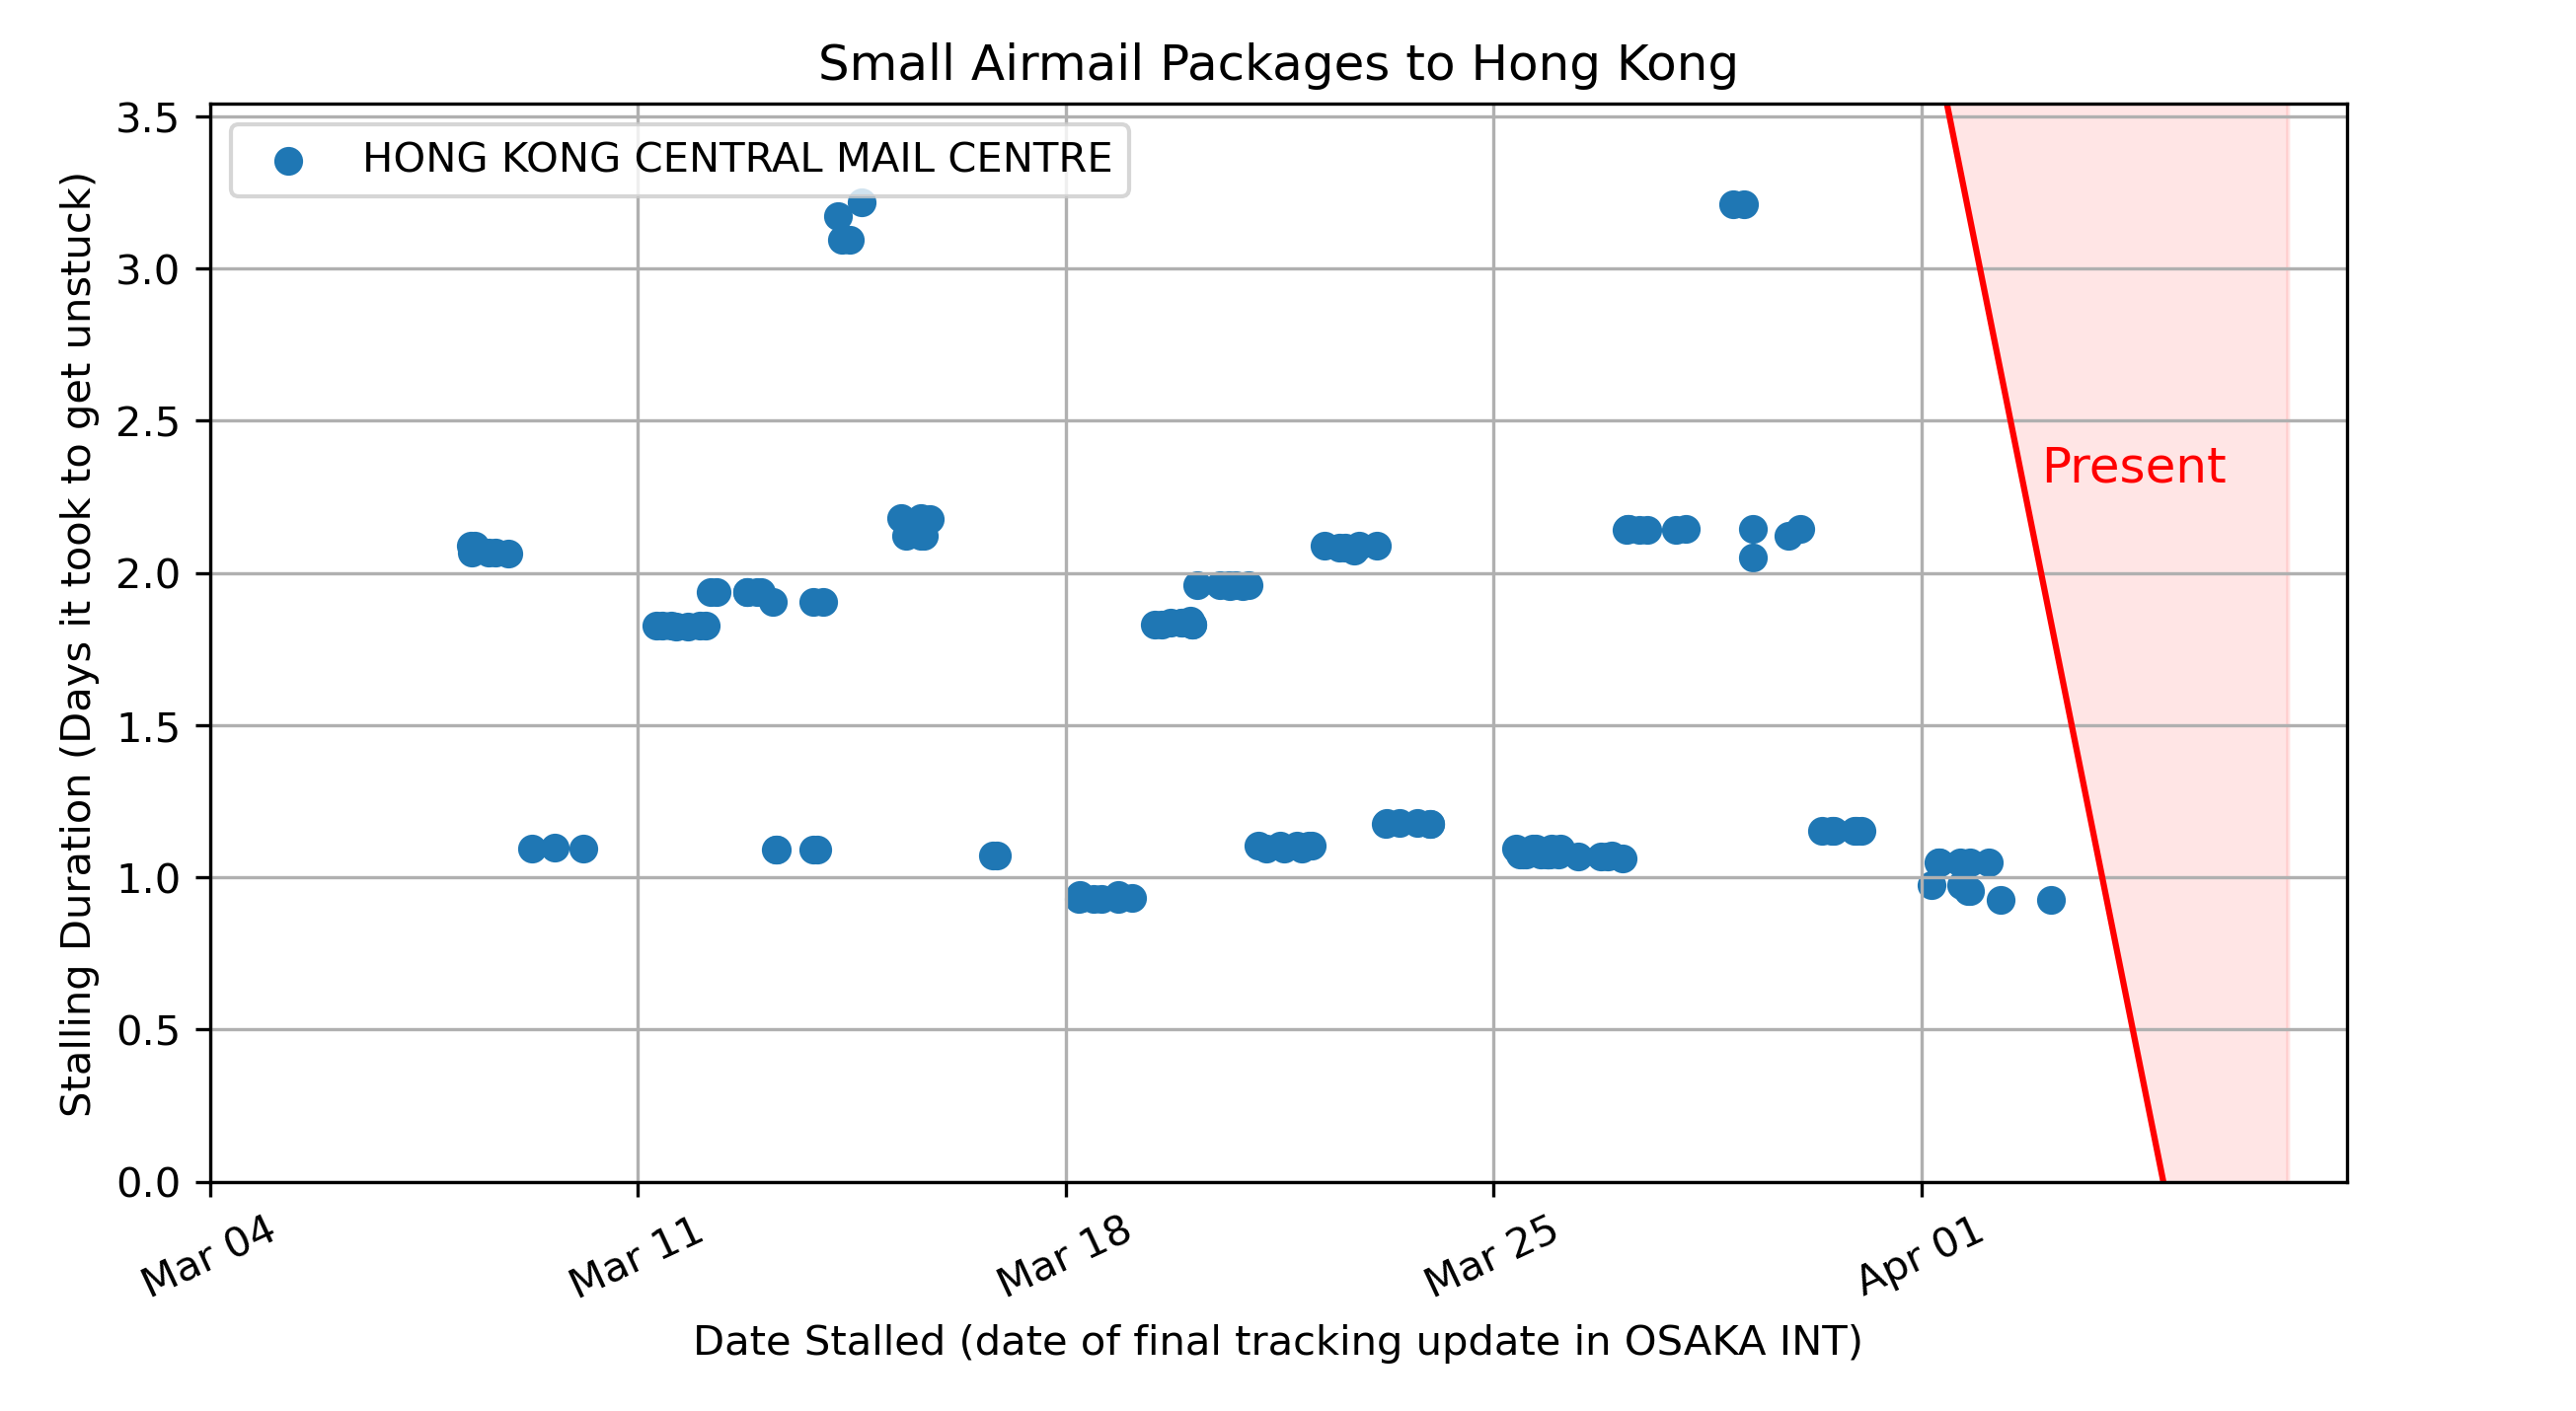 Small Airmail Packages to Hong Kong
HONG KONG CENTRAL MAIL CENTRE
Stalling Duration (Days it took to get unstuck)
3.5
3.0
2.5
2.0
1.5
1.0
0.5
0.0
Present
Mar 04
Mar 11
Mar 18
Mar 25
Apr 01
Date Stalled (date of final tracking update in OSAKA INT)